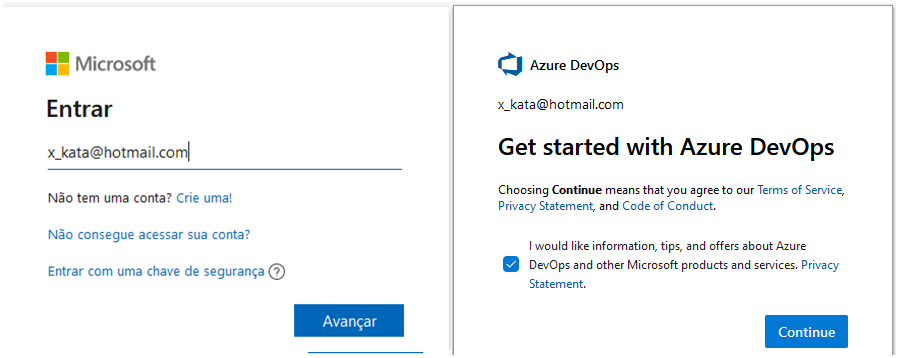 Microsoft
Entrar
x_kata@hotmail.com
Não tem uma conta? Crie uma!
Não consegue acessar sua conta?
Entrar com uma chave de segurança
Avançar
Azure DevOps
x_kata@hotmail.com
Get started with Azure DevOps
Choosing Continue means that you agree to our Terms of Service,
Privacy Statement, and Code of Conduct.
I would like information, tips, and offers about Azure
DevOps and other Microsoft products and services. Privacy
Statement.
Continue